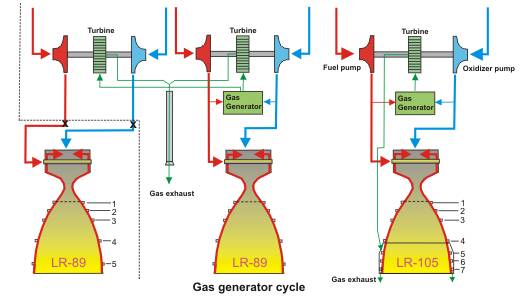 Turbine
Turbine
Turbine
Fuel pump
Oxidizer pump
Gas
Generator
Gas
Generator
X
X
Gas exhaust
1
2
3
4
5
LR-89
1
2
3
4
5
LR-89
1
2
3
4
5
6
7
LR-105
Gas exhaust
Gas generator cycle